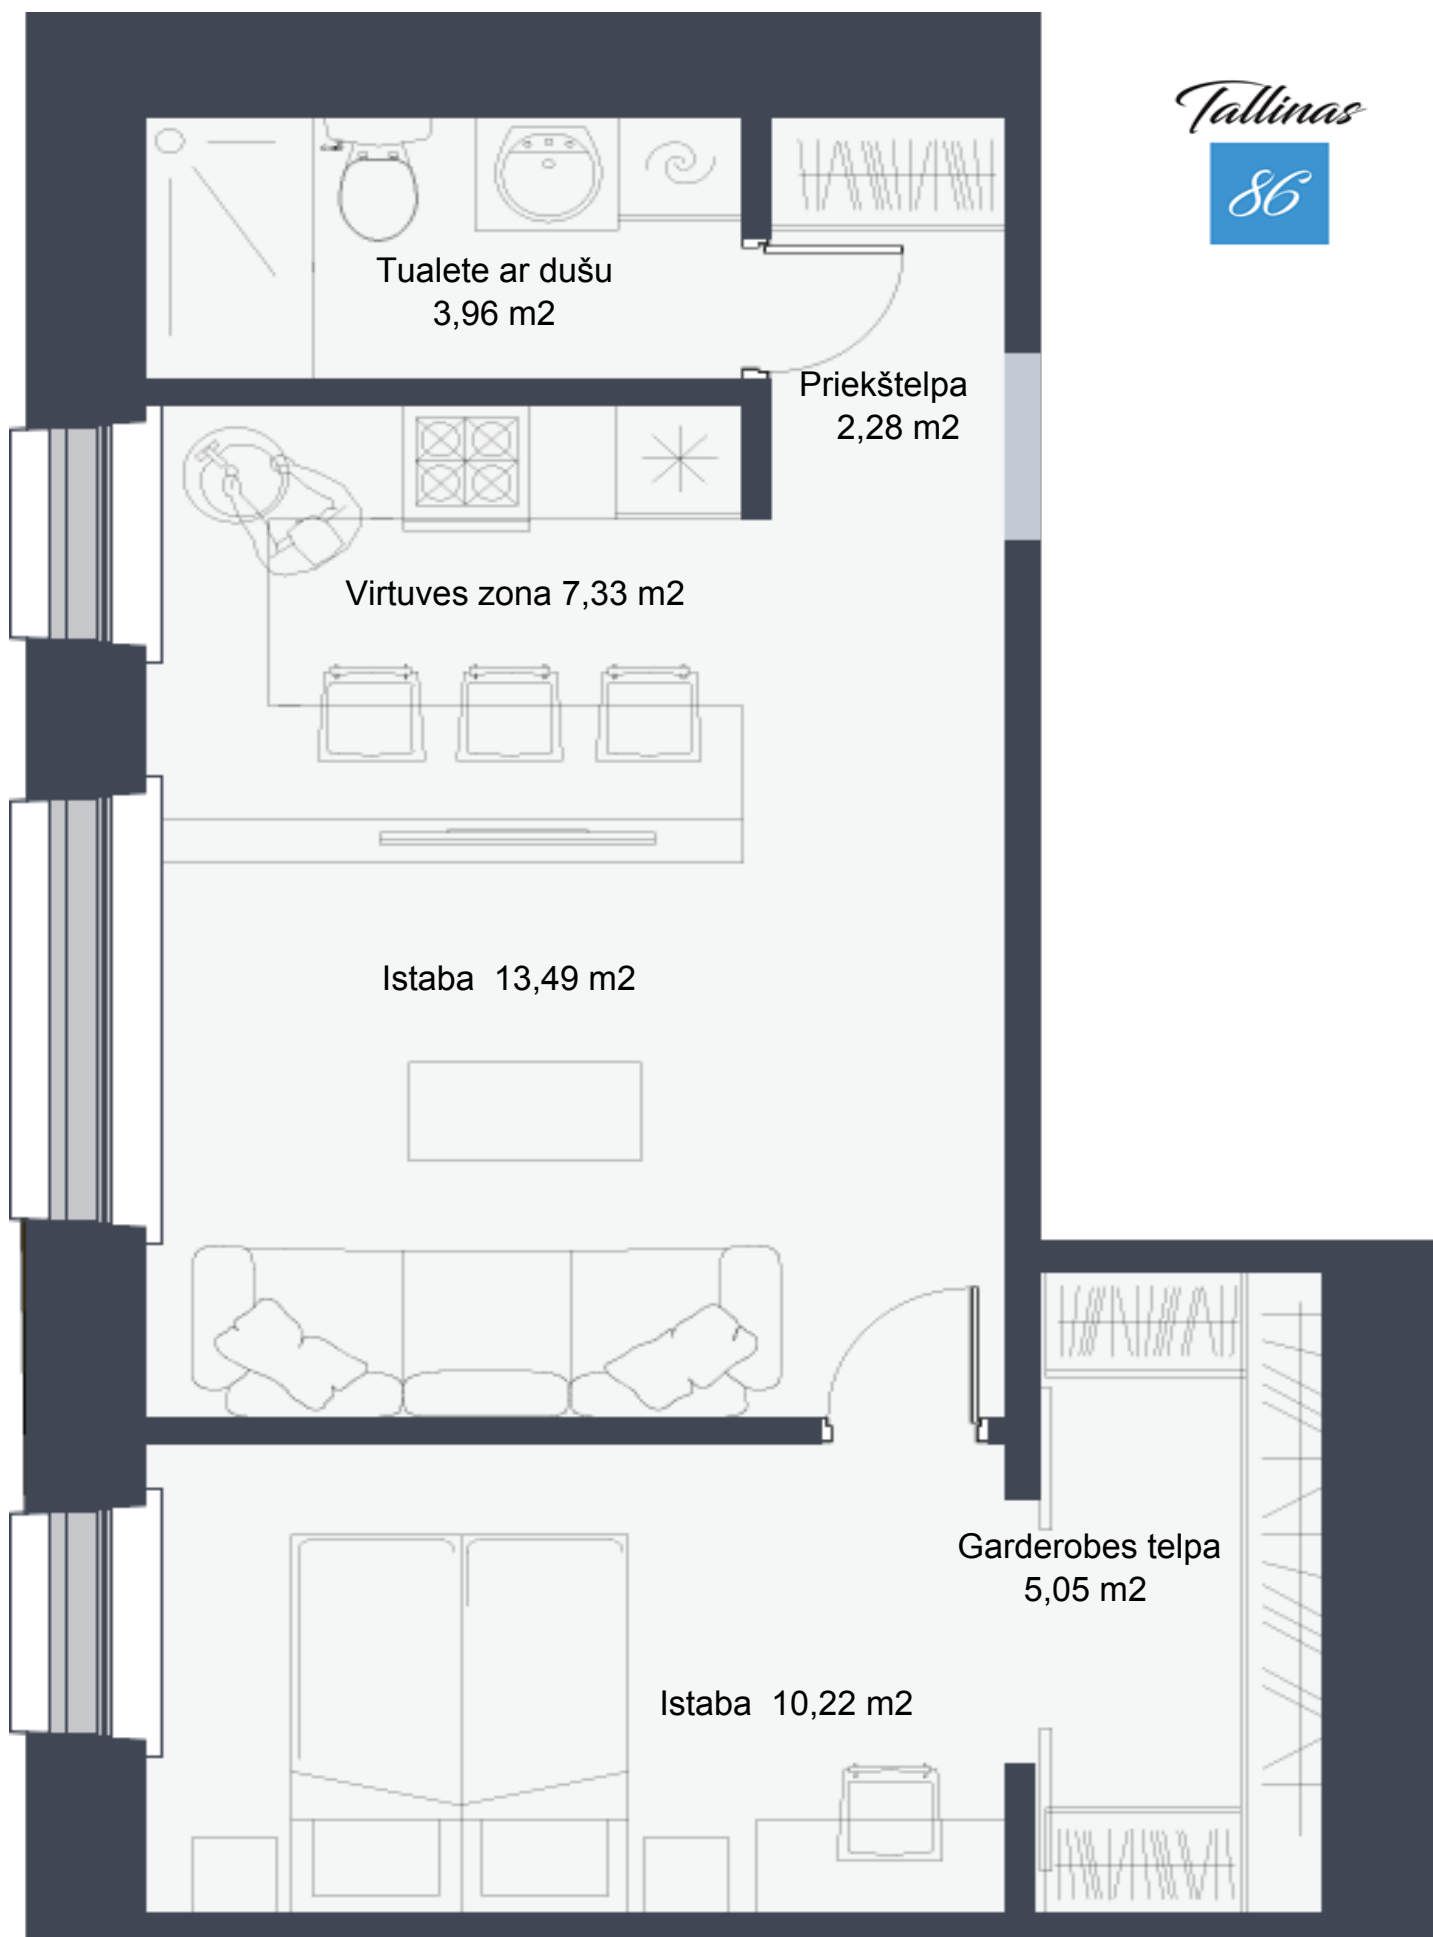 Tallinas
86
Tualete ar dušu
3,96 m2
Priekštelpa
2,28 m2
Virtuves zona 7,33 m2
Istaba 13,49 m2
Garderobes telpa
5,05 m2
Istaba 10,22 m2